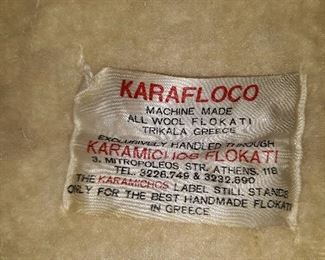 KARAFLOCO
MACHINE MADE
ALL WOOL FLOKATI
TRIKALA GREECE
EXCLUSIVELY HANDLED THROUGH
KARAMICHOS FLOKATI
3, MITROPOLEOS STR. ATHENS, 118
TEL. 3226.749 & 3232.890
THE KARAMICHOS LABEL STILL STANDS
ONLY FOR THE BEST HANDMADE FLOKATI
IN GREECE